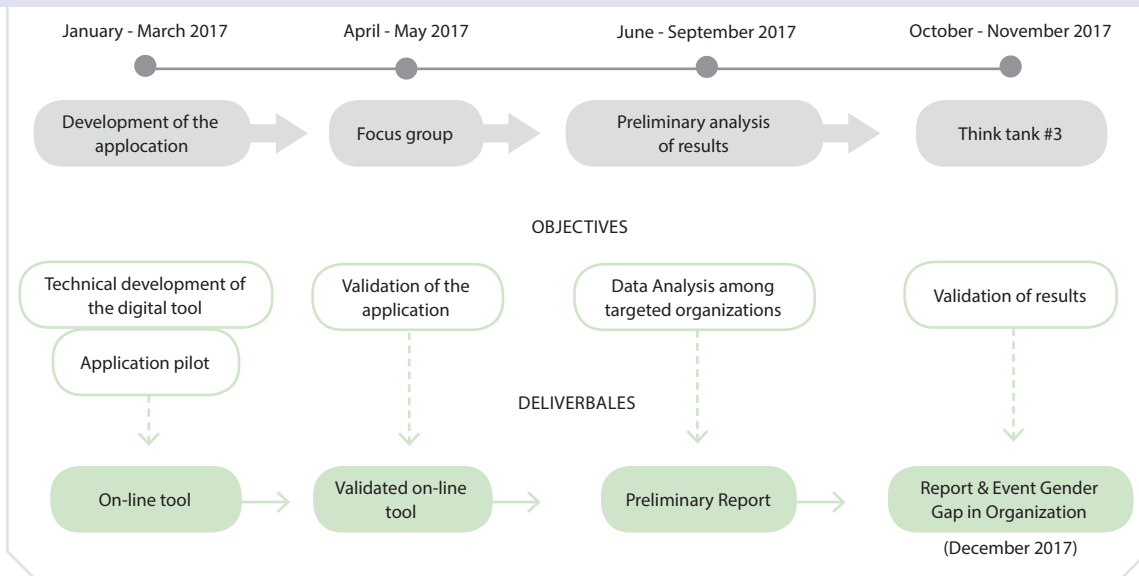 January - March 2017
April - May 2017
June - September 2017
October - November 2017
Development of the
applocation
Focus group
Preliminary analysis
of results
Think tank #3
OBJECTIVES
Technical development of
the digital tool
Application pilot
Validation of the
application
Data Analysis among
targeted organizations
Validation of results
DELIVERBALES
On-line tool
Validated on-line
tool
Preliminary Report
Report & Event Gender
Gap in Organization
(December 2017)